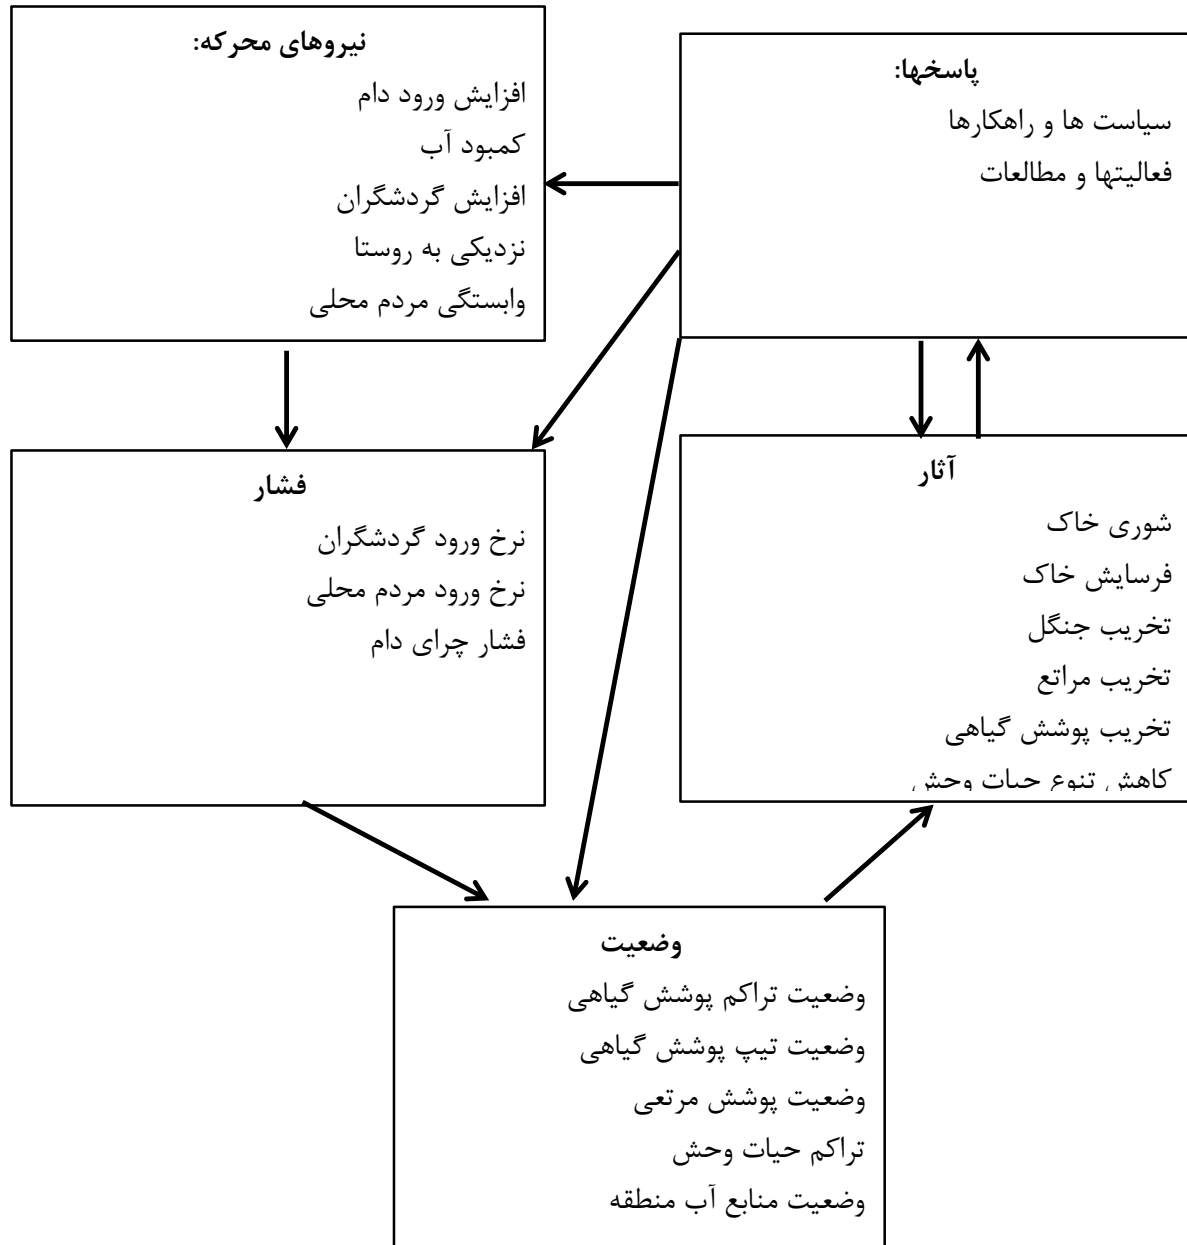 نیروهای محرکه:
افزایش ورود دام
کمبود آب
افزایش گردشگران
نزدیکی به روستا
وابستگی مردم محلی
پاسخها:
سیاست ها و راهکارها
فعالیتها و مطالعات
فشار
نرخ ورود گردشگران
نرخ ورود مردم محلی
فشار چرای دام
آثار
شوری خاک
فرسایش خاک
تخریب جنگل
تخریب مراتع
تخریب پوشش گیاهی
کاهش تنوع حیات وحش
وضعیت
وضعیت تراکم پوشش گیاهی
وضعیت تیپ پوشش گیاهی
وضعیت پوشش مرتعی
تراکم حیات وحش
وضعیت منابع آب منطقه